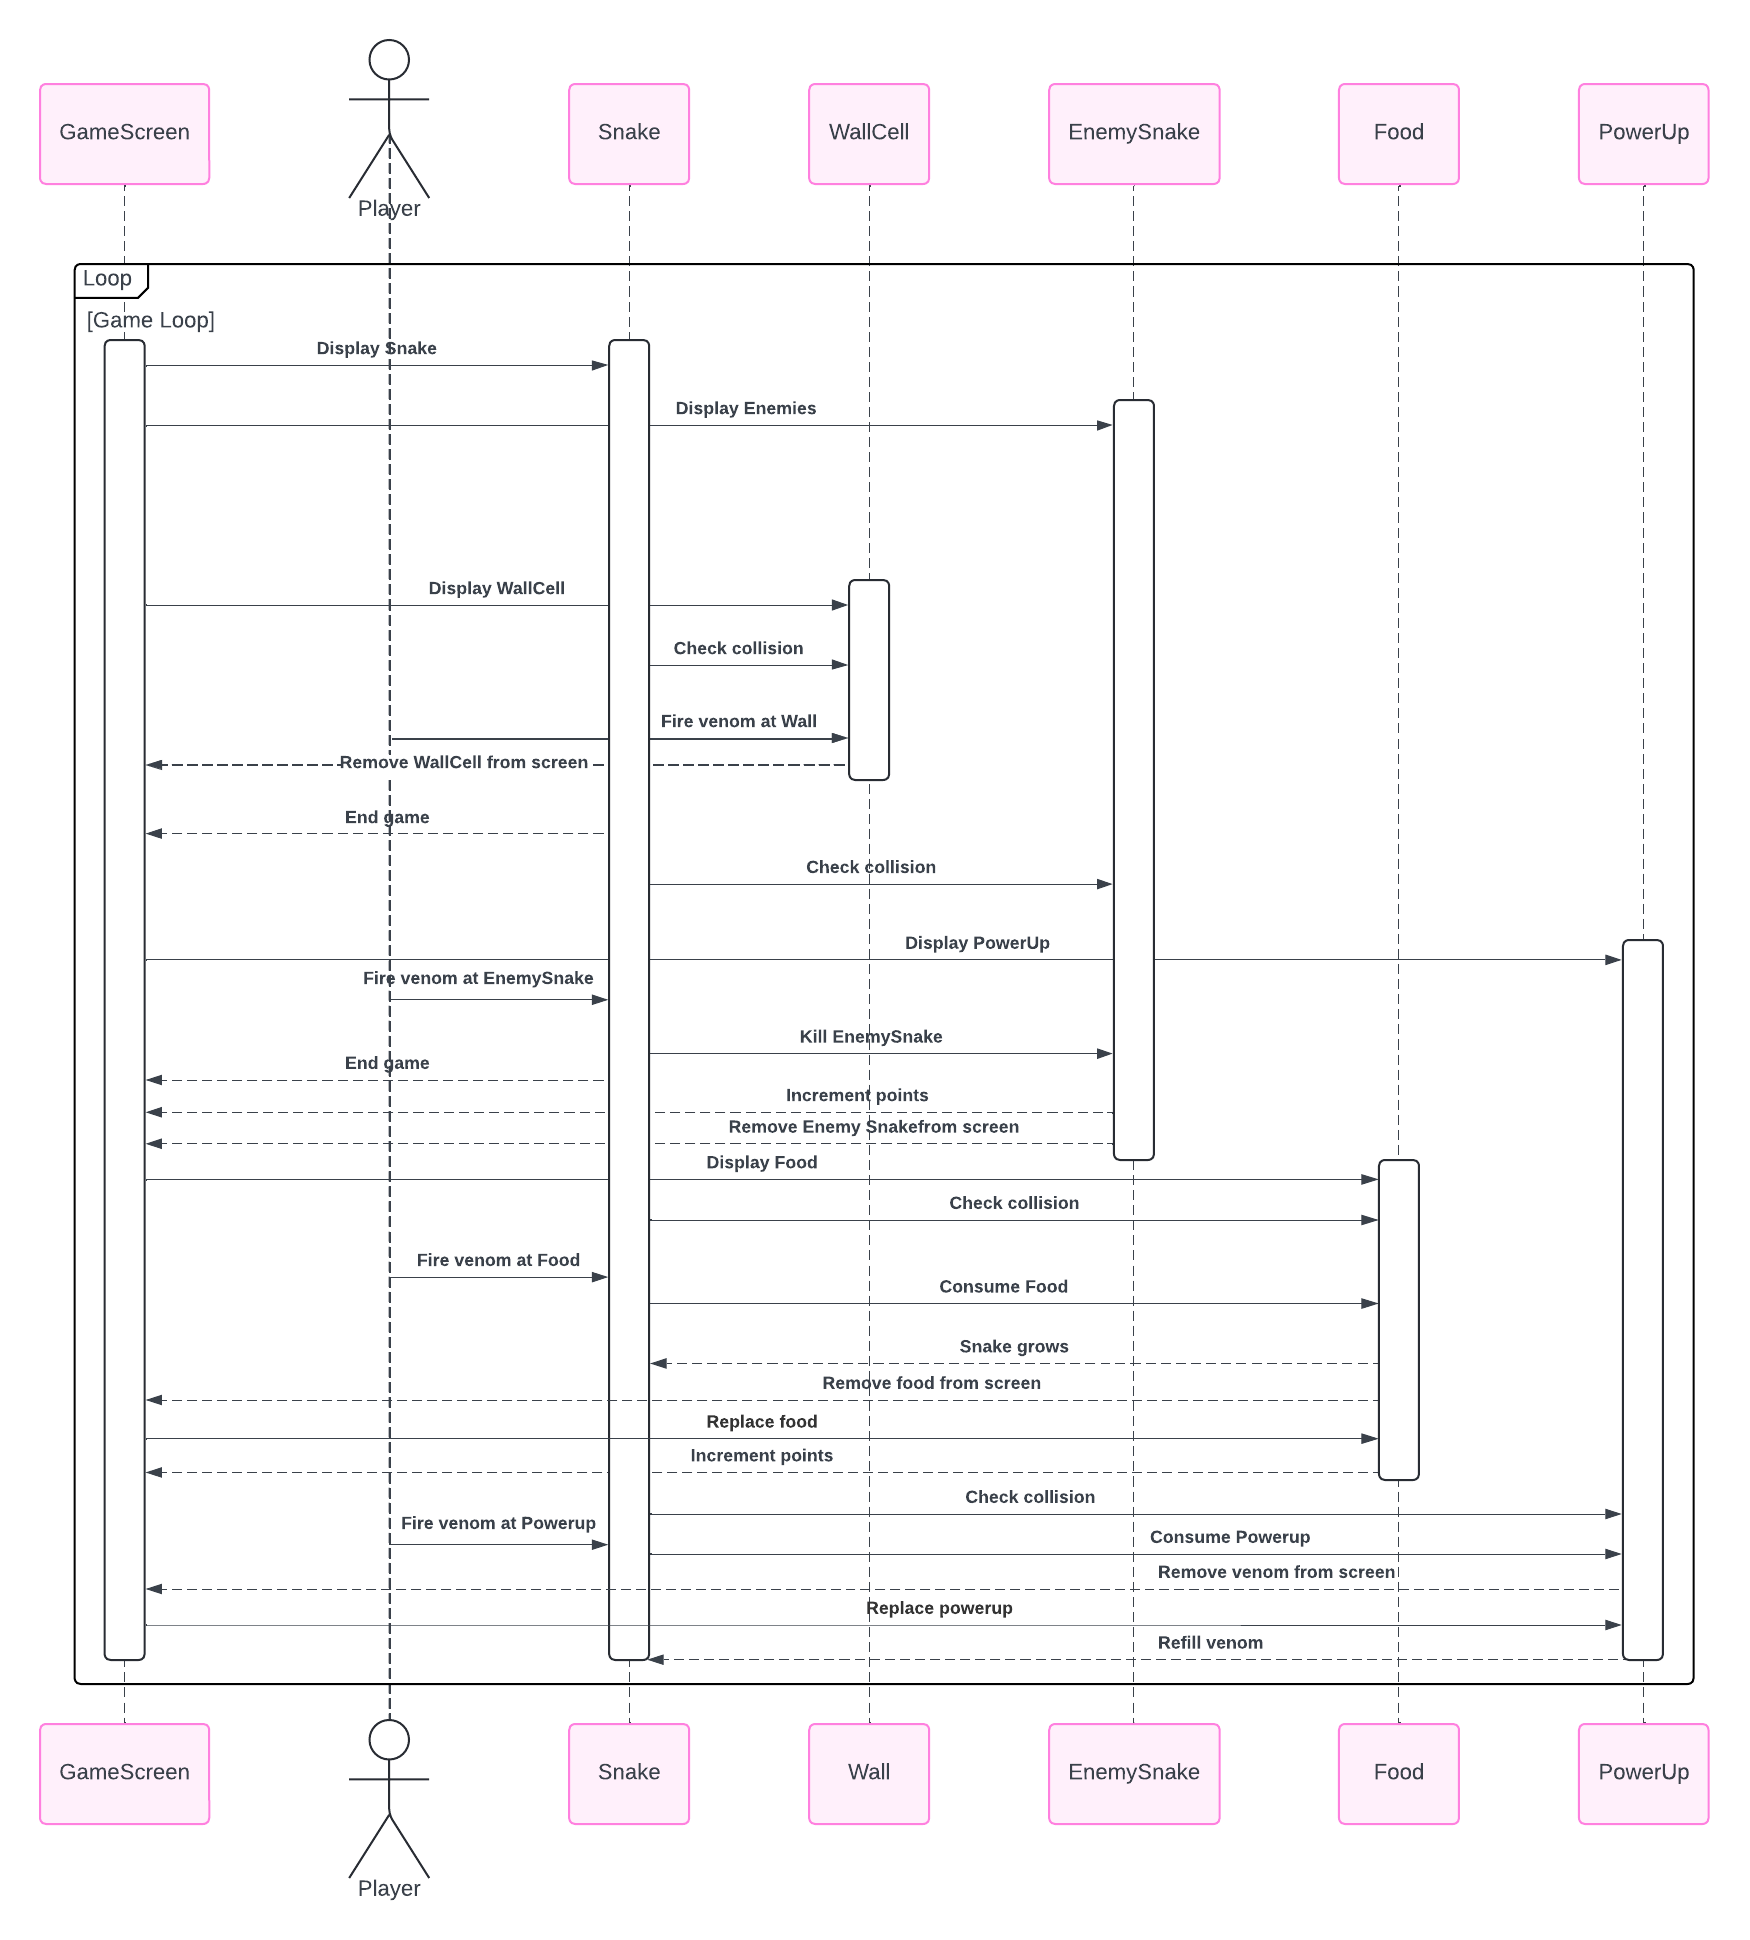 GameScreen
Player
Snake
WallCell
EnemySnake
Food
PowerUp
Loop
[Game Loop]
Display Snake
Display Enemies
Display WallCell
Check collision
Fire venom at Wall
Remove WallCell from screen
End game
Check collision
Display PowerUp
Fire venom at EnemySnake
Kill EnemySnake
End game
Increment points
Remove Enemy Snakefrom screen
Display Food
Check collision
Fire venom at Food
Consume Food
Snake grows
Remove food from screen
Replace food
Increment points
Check collision
Fire venom at Powerup
Consume Powerup
Remove venom from screen
Replace powerup
Refill venom
GameScreen
Player
Snake
Wall
EnemySnake
Food
PowerUp